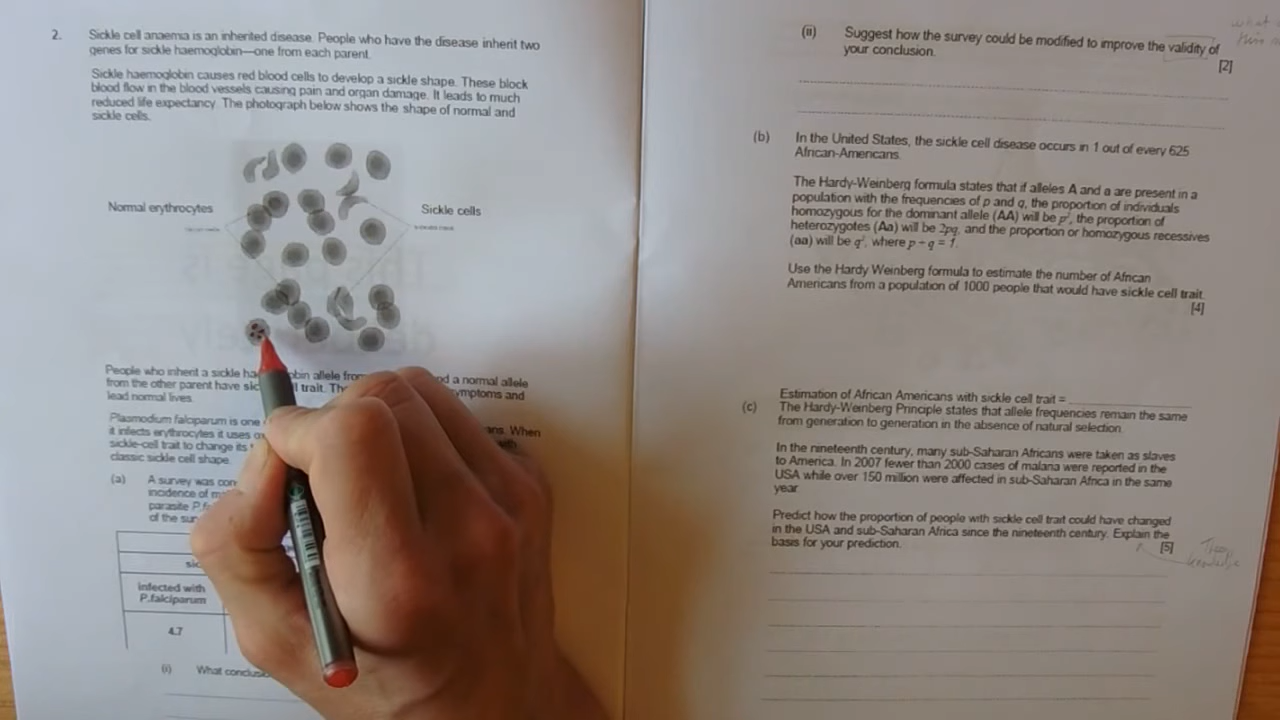 2. Sickle cell anaemia is an inherited disease. People who have the disease inherit two
genes for sickle haemoglobin—one from each parent.
Sickle haemoglobin causes red blood cells to develop a sickle shape. These block
blood flow in the blood vessels causing pain and organ damage. It leads to much
reduced life expectancy. The photograph below shows the shape of normal and
sickle cells.
Normal erythrocytes
Sickle cells
People who inherit a sickle allele and a normal allele
from the other parent have trait. symptoms and
lead normal lives.
Plasmodium falciparum is one When
it infects erythrocytes it uses
sickle-cell trait to change its
classic sickle cell shape.
(a) A survey was
incidence of
parasite
of the
infected with
P.falciparum
4.7
(i) What
(ii) Suggest how the survey could be modified to improve the validity of
your conclusion.
[2]
what
this
(b) In the United States, the sickle cell disease occurs in 1 out of every 625
African-Americans.
The Hardy-Weinberg formula states that if alleles A and a are present in a
population with the frequencies of p and q, the proportion of individuals
homozygous for the dominant allele (AA) will be p², the proportion of
heterozygotes (Aa) will be 2pq, and the proportion or homozygous recessives
(aa) will be q², where p + q = 1.
Use the Hardy Weinberg formula to estimate the number of African
Americans from a population of 1000 people that would have sickle cell trait.
[4]
Estimation of African Americans with sickle cell trait =
(c) The Hardy-Weinberg Principle states that allele frequencies remain the same
from generation to generation in the absence of natural selection.
In the nineteenth century, many sub-Saharan Africans were taken as slaves
to America. In 2007 fewer than 2000 cases of malaria were reported in the
USA while over 150 million were affected in sub-Saharan Africa in the same
year.
Predict how the proportion of people with sickle cell trait could have changed
in the USA and sub-Saharan Africa since the nineteenth century. Explain the
basis for your prediction.
[5]